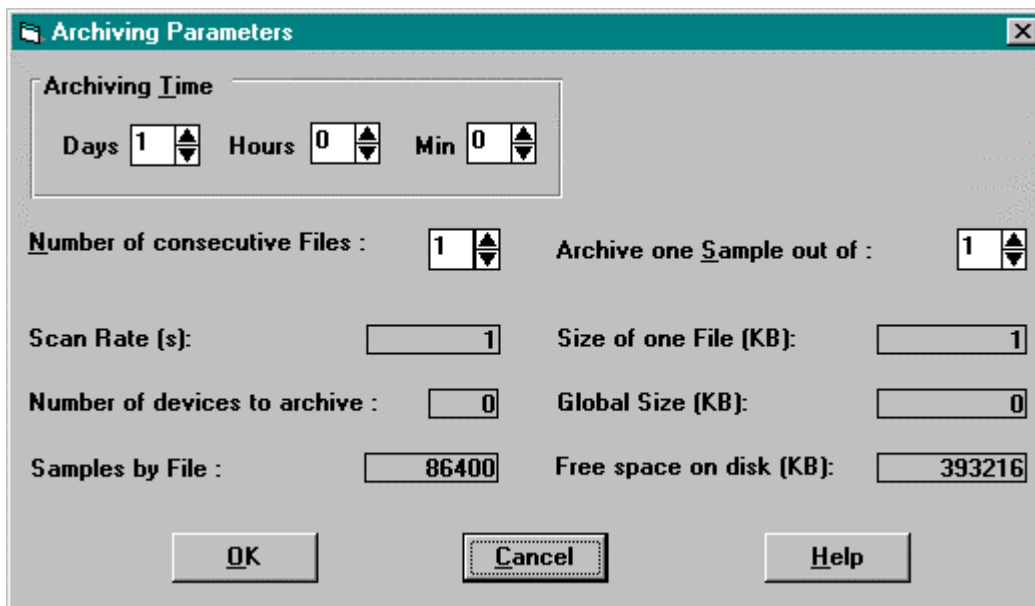 Archiving Parameters
Archiving Time
Days 1 Hours 0 Min 0
Number of consecutive Files : 1 Archive one Sample out of : 1
Scan Rate (s): 1 Size of one File (KB): 1
Number of devices to archive : 0 Global Size (KB): 0
Samples by File : 86400 Free space on disk (KB): 393216
OK Cancel Help